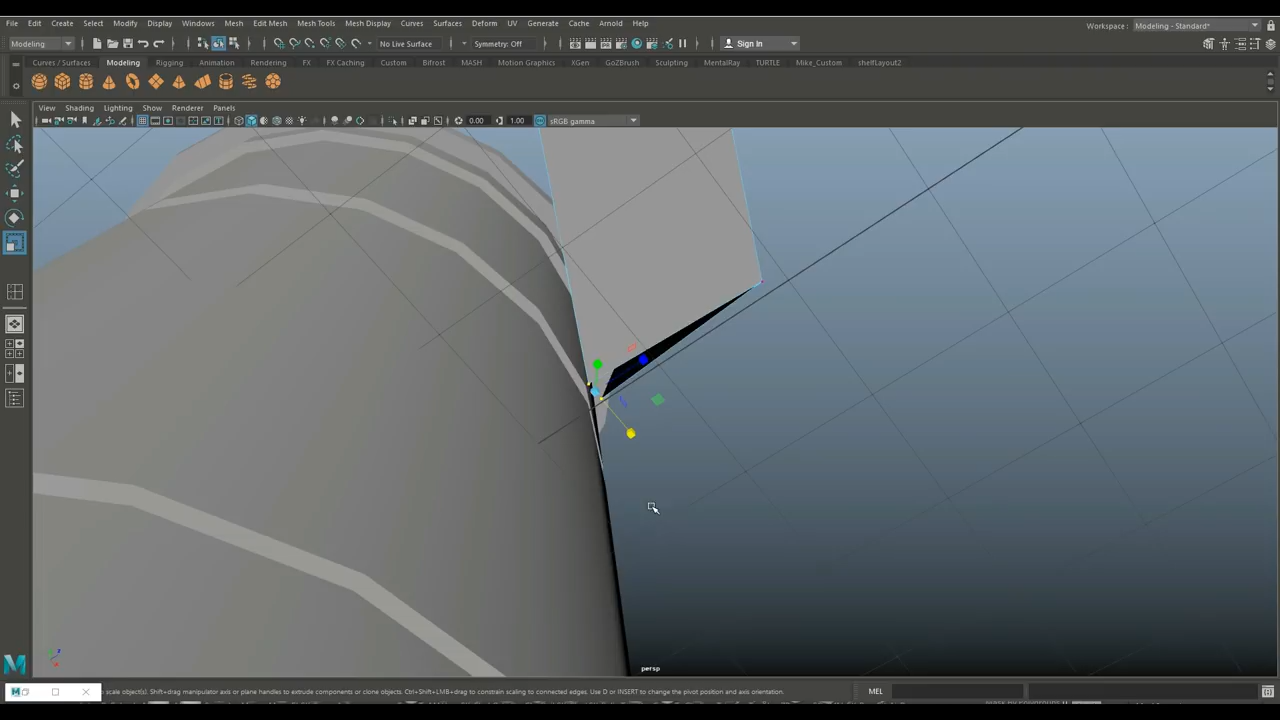 File Edit Create Select Modify Display Windows Mesh Edit Mesh Mesh Tools Mesh Display Curves Surfaces Deform UV Generate Cache Arnold Help
Workspace : Modeling - Standard*
Modeling No Live Surface Symmetry: Off Sign In
Curves / Surfaces Modeling Rigging Animation Rendering FX FX Caching Custom Bifrost MASH Motion Graphics XGen GoZBrush Sculpting MentalRay TURTLE Mike_Custom shelfLayout2
View Shading Lighting Show Renderer Panels
0.00 1.00 sRGB gamma
persp
scale object(s). Shift+drag manipulator axis or plane handles to extrude components or clone objects. Ctrl+Shift+LMB+drag to constrain scaling to connected edges. Use D or INSERT to change the pivot position and axis orientation. MEL